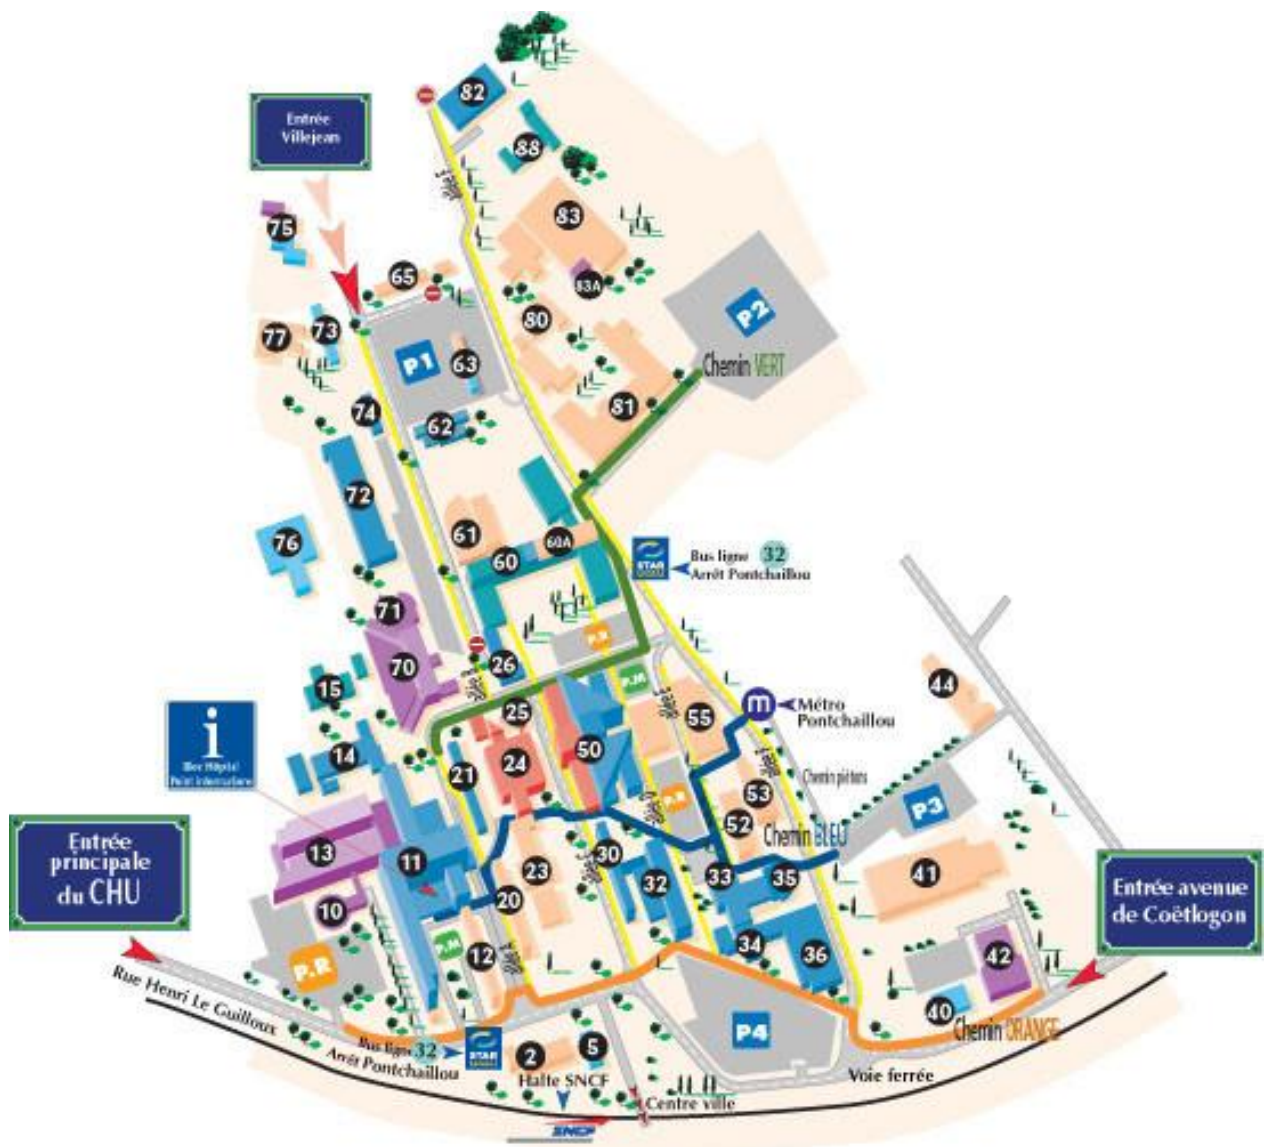 82
Entrée
Villejean
88
allée E
83
75
65
83A
P2
73
80
77
P1
63
Chemin VERT
74
62
81
72
61
60A
76
60
Bus ligne 32
STAR
Arrêt Pontchaillou
71
P.R
70
26
15
P.M
44
25
55
m
Métro
Pontchaillou
i
50
14
24
21
Chemin piétons
P.R
53
P3
52
Chemin BLEU
Entrée
principale
du CHU
13
11
23
30
32
33
35
41
Entrée avenue
de Coëtlogon
10
20
P.M
12
34
36
42
P.R
Rue Henri Le Guilloux
P4
40
Chemin ORANGE
Bus ligne 32
Arrêt Pontchaillou
STAR
2
5
Halte SNCF
Voie ferrée
Centre ville
SNCF